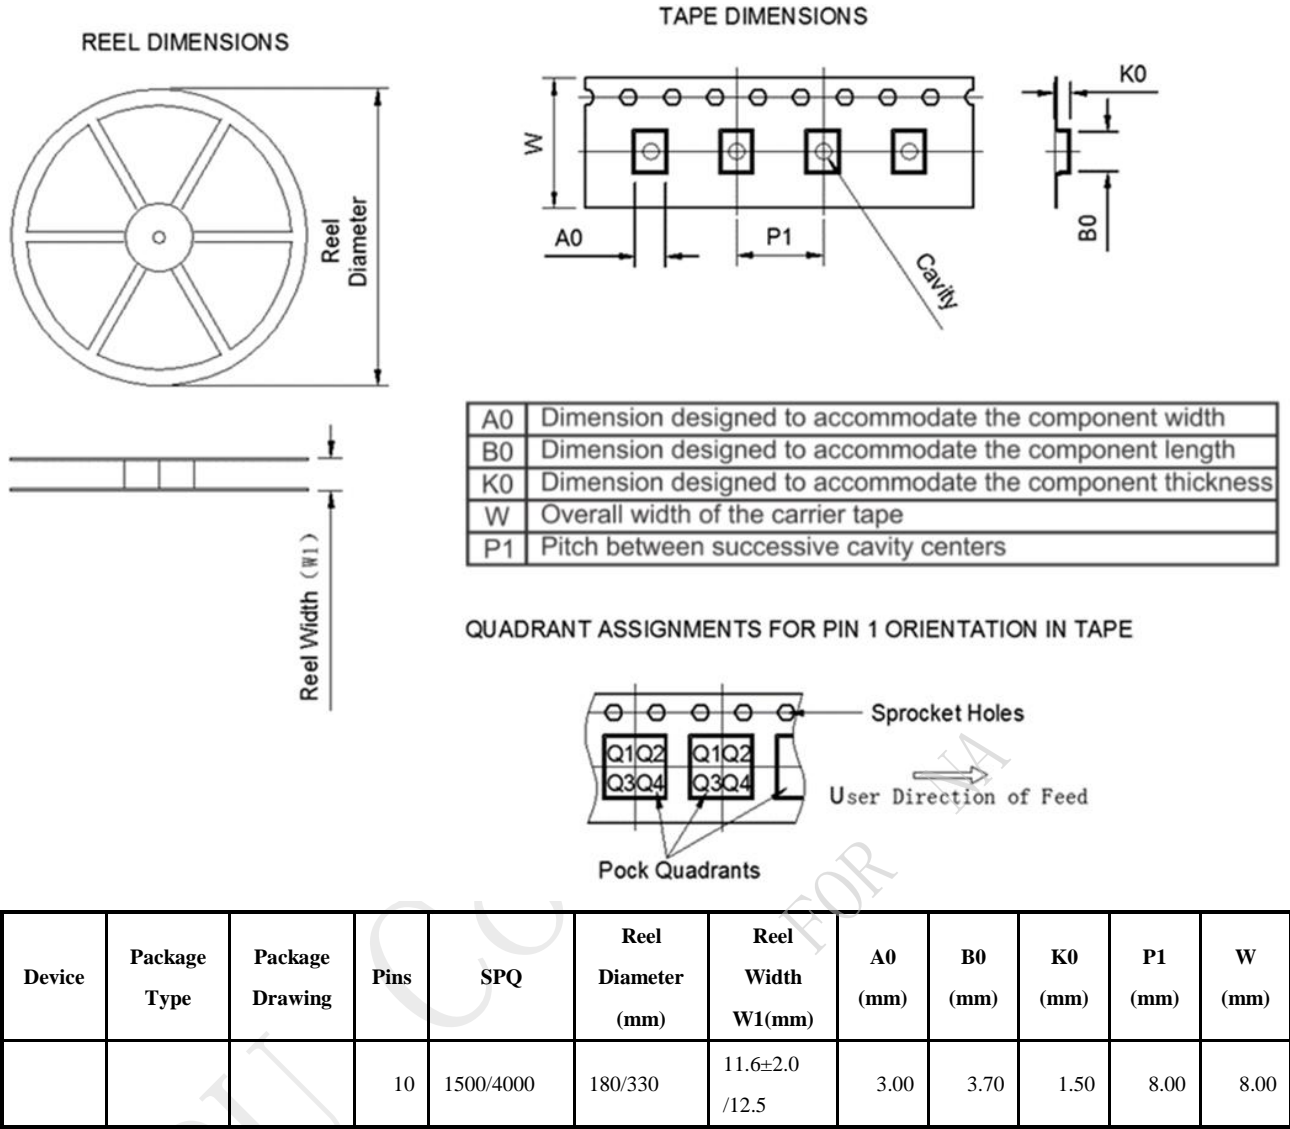 REEL DIMENSIONS
Reel
Diameter
Reel Width (W1)
TAPE DIMENSIONS
W
A0
P1
Cavity
K0
B0
A0 Dimension designed to accommodate the component width
B0 Dimension designed to accommodate the component length
K0 Dimension designed to accommodate the component thickness
W Overall width of the carrier tape
P1 Pitch between successive cavity centers
QUADRANT ASSIGNMENTS FOR PIN 1 ORIENTATION IN TAPE
Sprocket Holes
Q1 Q2 Q1 Q2
Q3 Q4 Q3 Q4
User Direction of Feed
Pock Quadrants
FOR NA
Device Package Type Package Drawing Pins SPQ Reel Diameter (mm) Reel Width W1(mm) A0 (mm) B0 (mm) K0 (mm) P1 (mm) W (mm)
10 1500/4000 180/330 11.6±2.0 /12.5 3.00 3.70 1.50 8.00 8.00